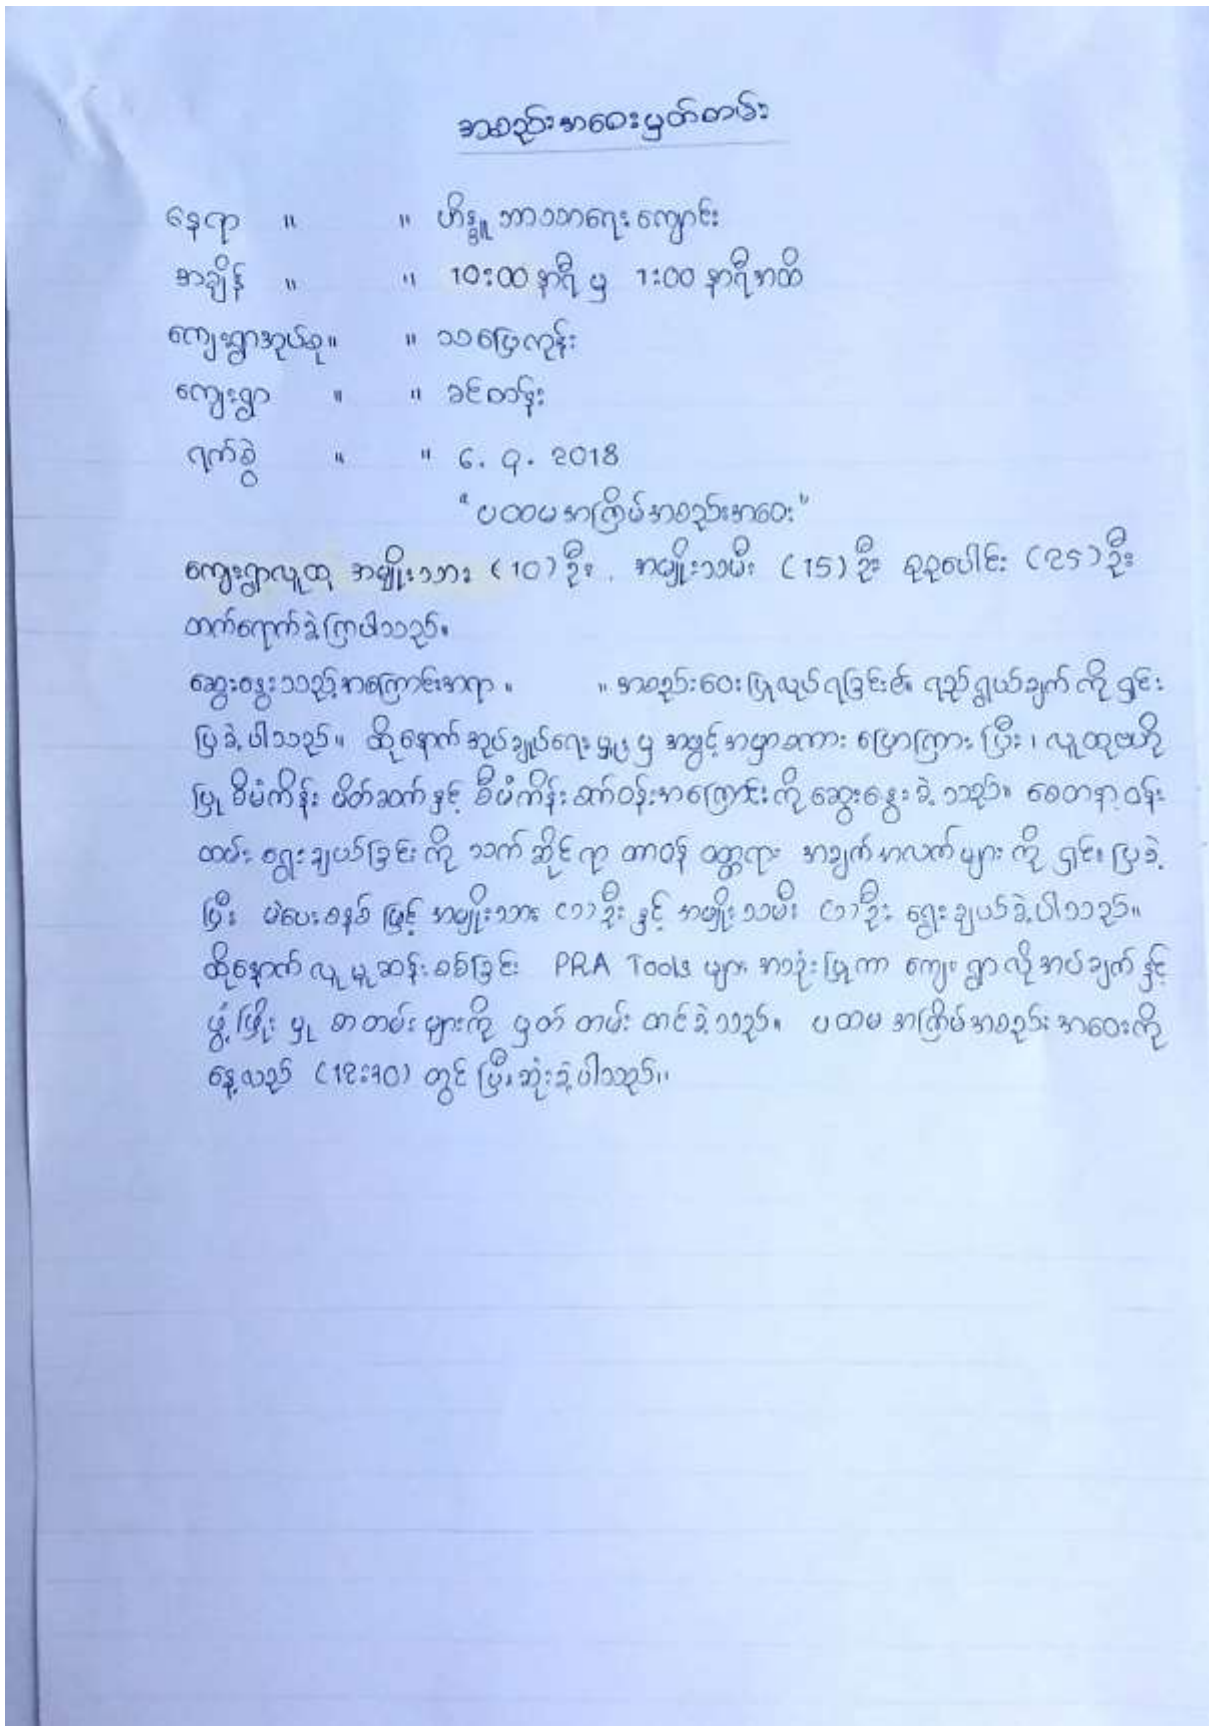 အစည်းအဝေးမှတ်တမ်း
နေရာ ။ ။ ဟိန္ဒူ ဘာသာရေး ကျောင်း
အချိန် ။ ။ 10:00 နာရီ မှ 1:00 နာရီအထိ
ကျေးရွာအုပ်စု။ ။ သပြေကုန်း
ကျေးရွာ ။ ။ ခင်တန်း
ရက်စွဲ ။ ။ ၆. ၇. 2018
"ပထမအကြိမ်အစည်းအဝေး"
ကျေးရွာလူထု အမျိုးသား (10) ဦး, အမျိုးသမီး (15) ဦး စုစုပေါင်း (25) ဦး
တက်ရောက်ခဲ့ကြပါသည်။
ဆွေးနွေးသည့်အကြောင်းအရာ ။ ။ အစည်းဝေးပြုလုပ်ရခြင်း၏ ရည်ရွယ်ချက် ကို ရှင်း
ပြခဲ့ပါသည်။ ထို့နောက် အုပ်ချုပ်ရေးမှူး မှ အဖွင့်အမှာစကား ပြောကြား ပြီး၊ လူထုဗဟို
ပြု စီမံကိန်း မိတ်ဆက် နှင့် စီမံကိန်း စက်ဝန်းအကြောင်းကို ဆွေးနွေး ခဲ့ သည်။ စေတနာ့ဝန်
ထမ်း ရွေးချယ်ခြင်း ကို သက်ဆိုင်ရာ တာဝန် ဝတ္တရား အချက်အလက်များ ကို ရှင်းပြခဲ့
ပြီး မဲပေးစနစ် ဖြင့် အမျိုးသား (၁) ဦး နှင့် အမျိုးသမီး (၁) ဦး ရွေးချယ်ခဲ့ပါသည်။
ထို့နောက် လူမှုဆန်းစစ်ခြင်း PRA Tools များ အသုံးပြုကာ ကျေးရွာလိုအပ်ချက် နှင့်
ဖွံ့ဖြိုး မှု စာတမ်း များကို မှတ်တမ်း တင်ခဲ့သည်။ ပထမ အကြိမ်အစည်း အဝေးကို
နေ့လည် (12:30) တွင် ပြီးဆုံးခဲ့ပါသည်။